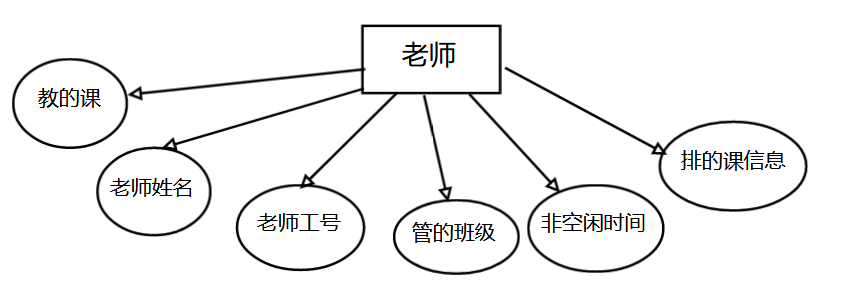 老师
教的课
老师姓名
老师工号
管的班级
非空闲时间
排的课信息